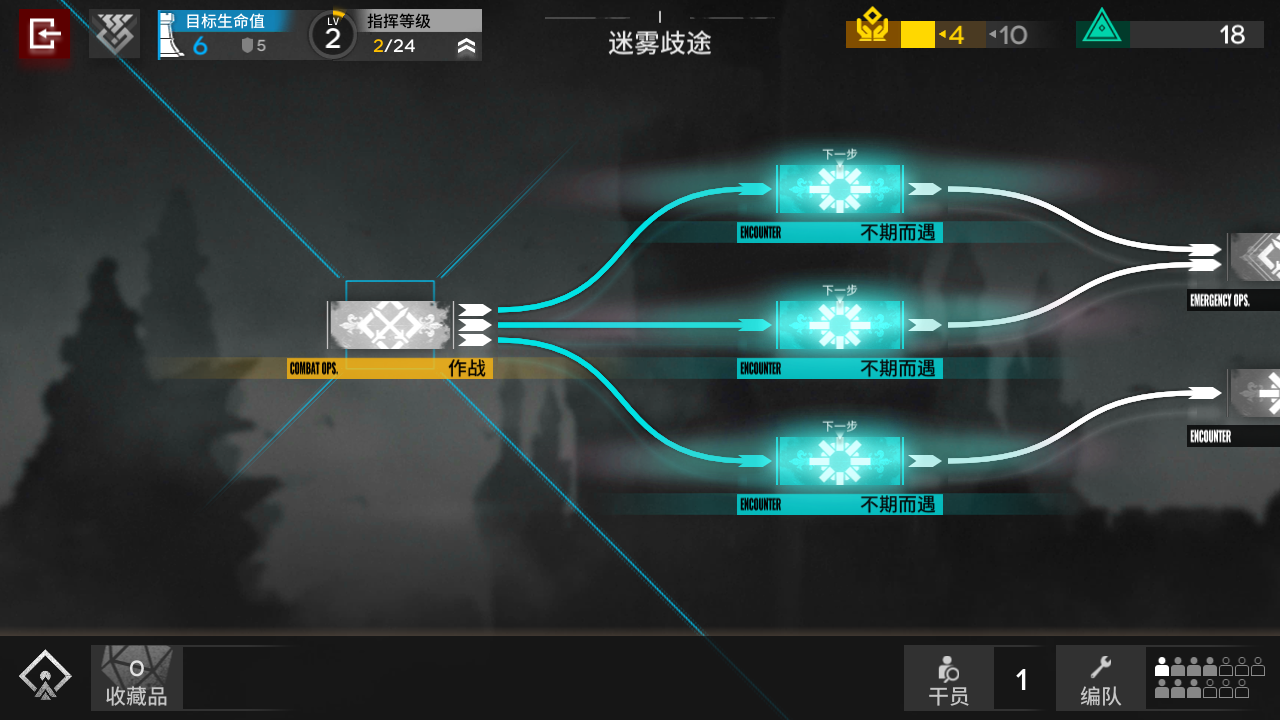 目标生命值
6
5
LV
2
指挥等级
2/24
迷雾歧途
4
10
18
下一步
ENCOUNTER 不期而遇
下一步
ENCOUNTER 不期而遇
下一步
ENCOUNTER 不期而遇
COMBAT OPS. 作战
EMERGENCY OPS.
ENCOUNTER
0
收藏品
干员
1
编队